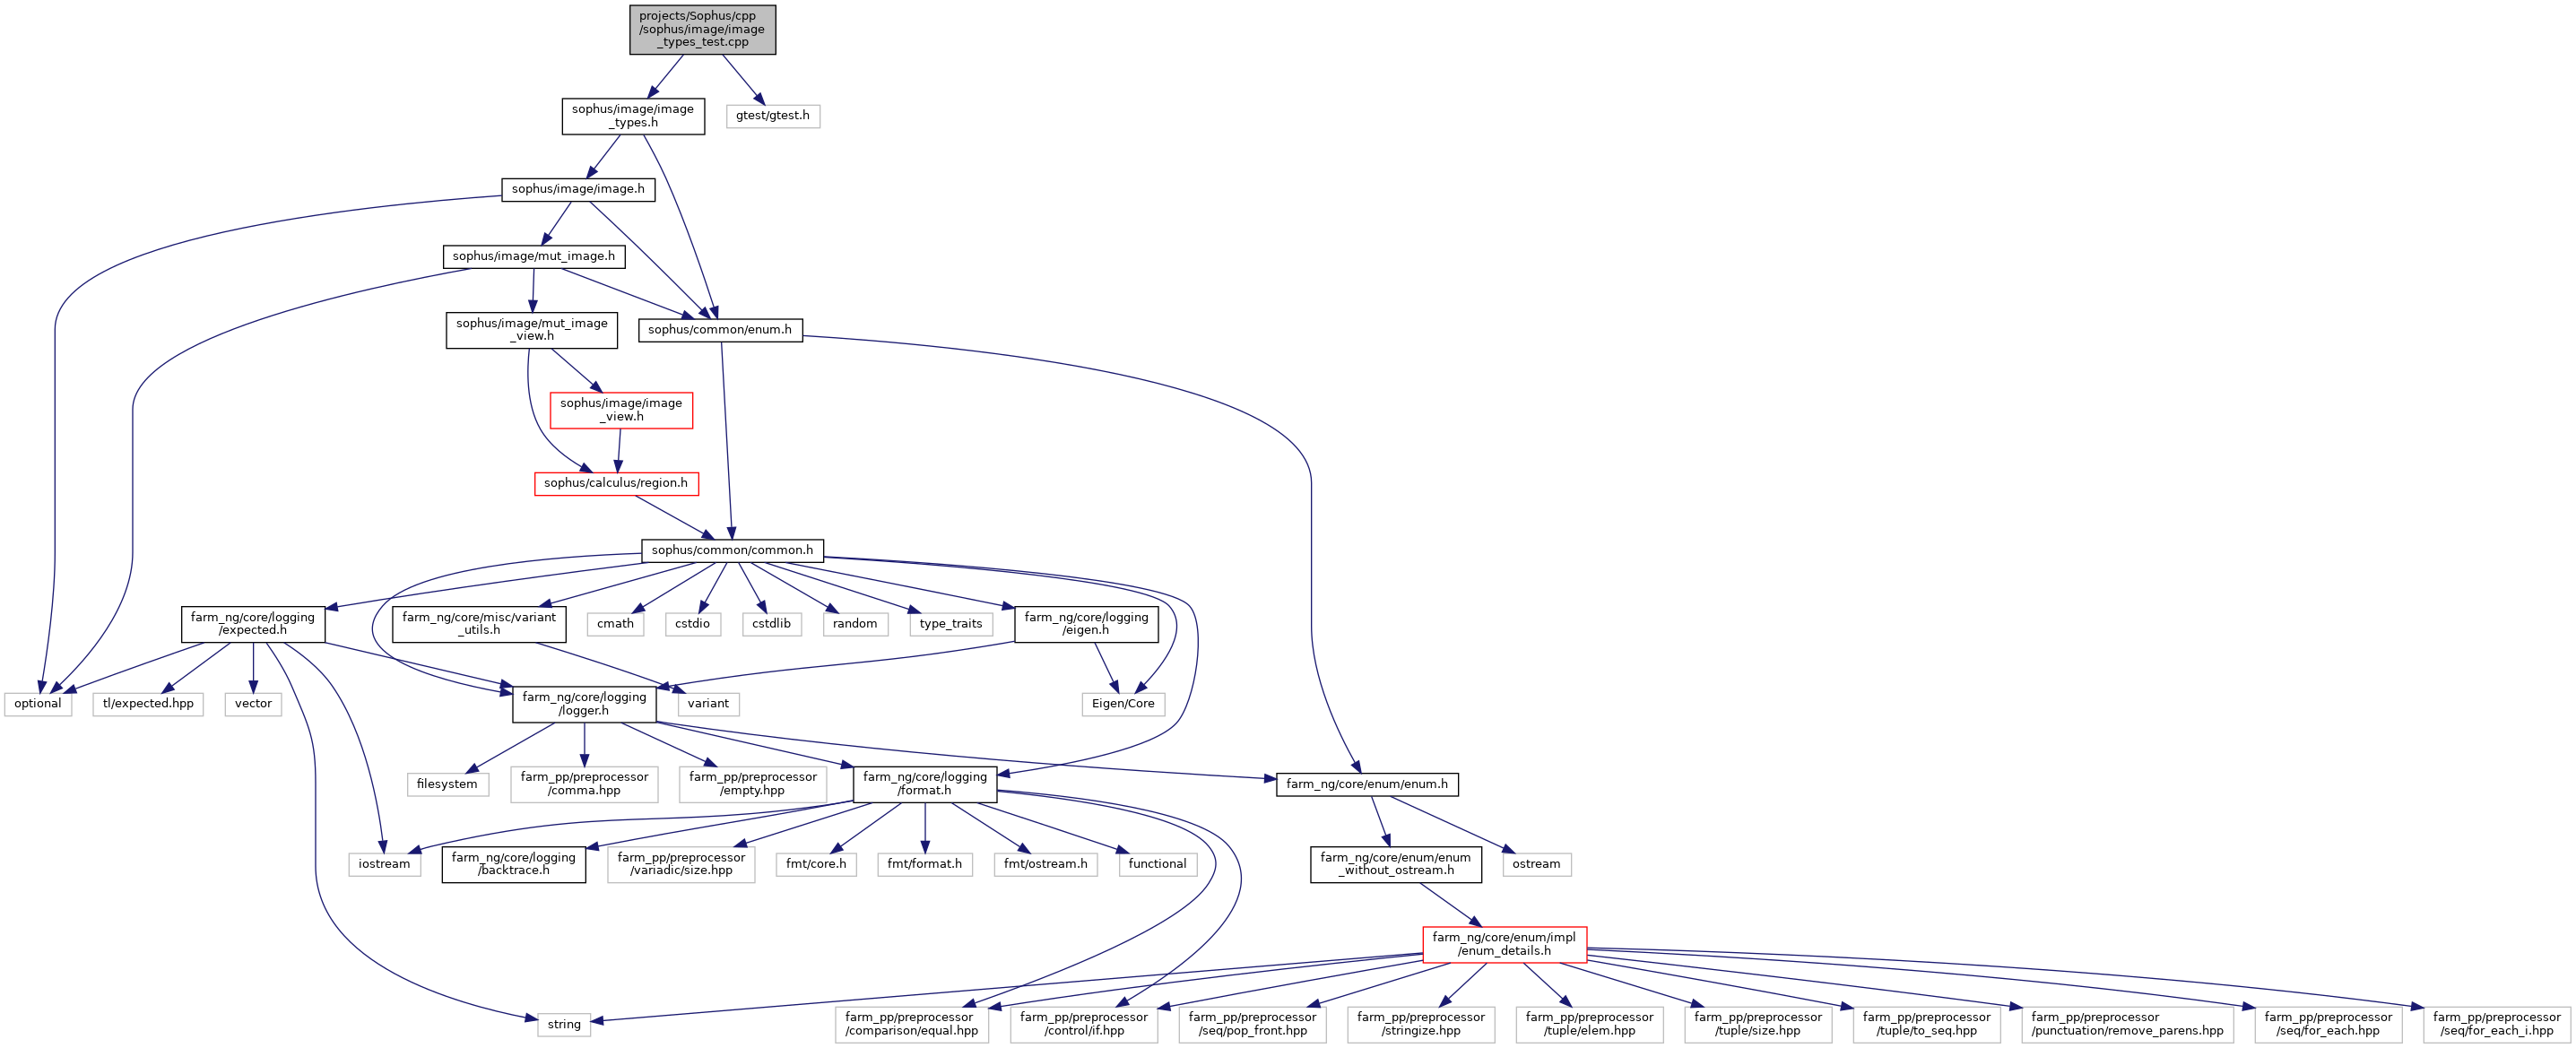 projects/Sophus/cpp
/sophus/image/image
_types_test.cpp
sophus/image/image
_types.h
gtest/gtest.h
sophus/image/image.h
sophus/image/mut_image.h
sophus/image/mut_image
_view.h
sophus/common/enum.h
sophus/image/image
_view.h
sophus/calculus/region.h
sophus/common/common.h
farm_ng/core/logging
/expected.h
farm_ng/core/misc/variant
_utils.h
cmath
cstdio
cstdlib
random
type_traits
farm_ng/core/logging
/eigen.h
optional
tl/expected.hpp
vector
farm_ng/core/logging
/logger.h
variant
Eigen/Core
filesystem
farm_pp/preprocessor
/comma.hpp
farm_pp/preprocessor
/empty.hpp
farm_ng/core/logging
/format.h
farm_ng/core/enum/enum.h
iostream
farm_ng/core/logging
/backtrace.h
farm_pp/preprocessor
/variadic/size.hpp
fmt/core.h
fmt/format.h
fmt/ostream.h
functional
farm_ng/core/enum/enum
_without_ostream.h
ostream
farm_ng/core/enum/impl
/enum_details.h
string
farm_pp/preprocessor
/comparison/equal.hpp
farm_pp/preprocessor
/control/if.hpp
farm_pp/preprocessor
/seq/pop_front.hpp
farm_pp/preprocessor
/stringize.hpp
farm_pp/preprocessor
/tuple/elem.hpp
farm_pp/preprocessor
/tuple/size.hpp
farm_pp/preprocessor
/tuple/to_seq.hpp
farm_pp/preprocessor
/punctuation/remove_parens.hpp
farm_pp/preprocessor
/seq/for_each.hpp
farm_pp/preprocessor
/seq/for_each_i.hpp